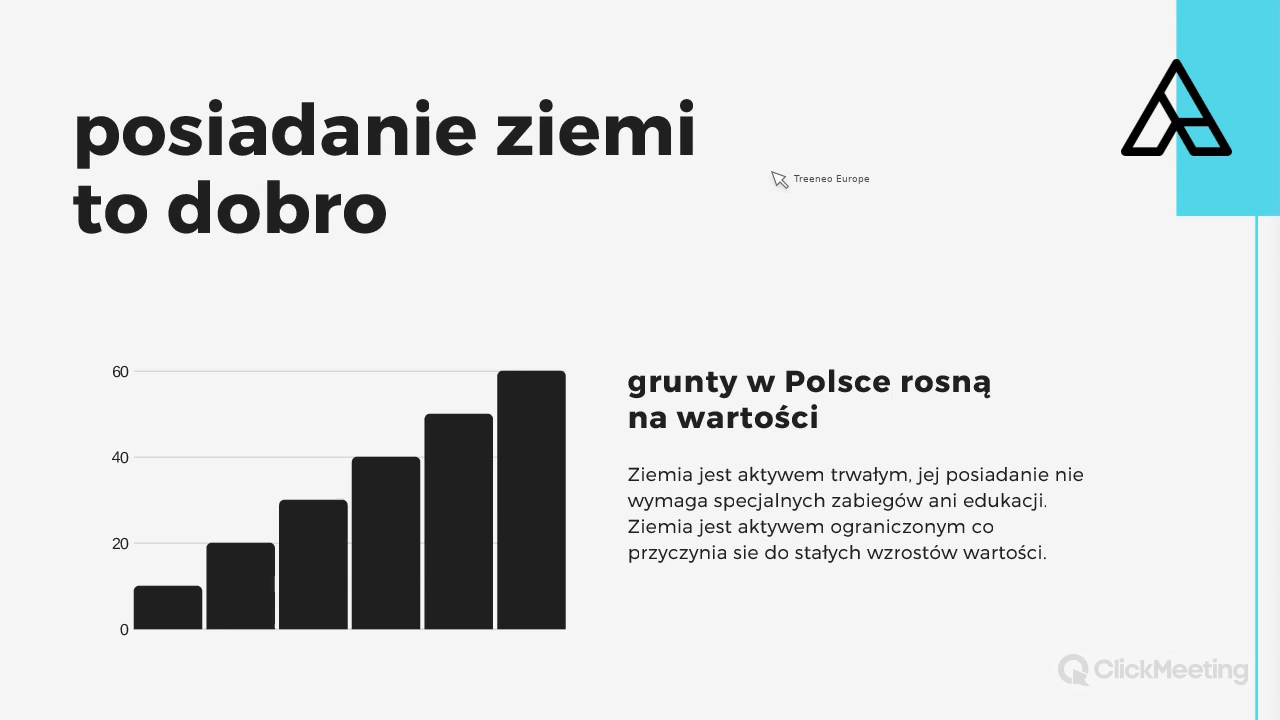 posiadanie ziemi
to dobro
Treeneo Europe
60
40
20
0
grunty w Polsce rosną
na wartości
Ziemia jest aktywem trwałym, jej posiadanie nie
wymaga specjalnych zabiegów ani edukacji.
Ziemia jest aktywem ograniczonym co
przyczynia sie do stałych wzrostów wartości.
ClickMeeting